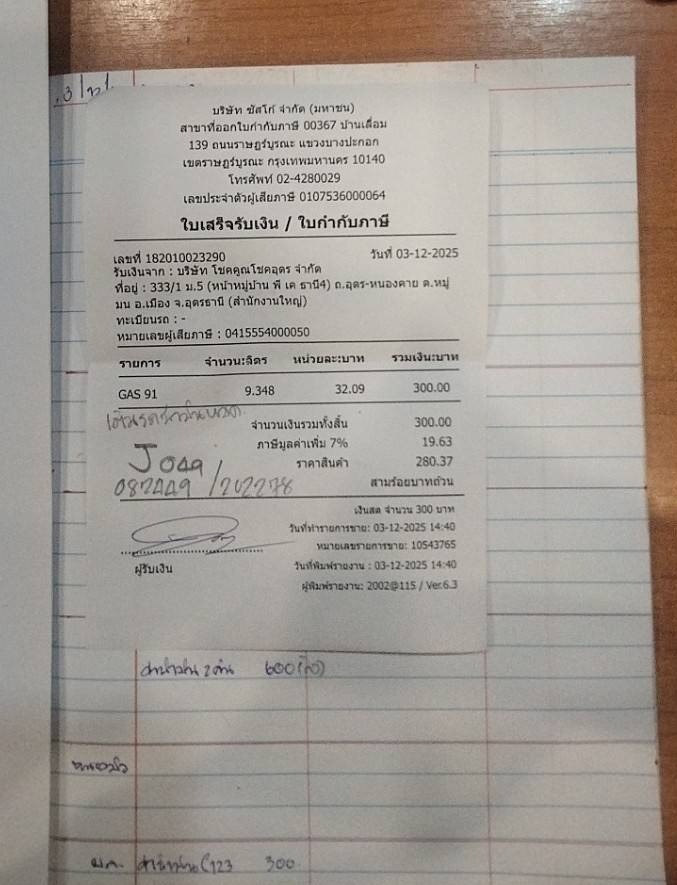 บริษัท ซัสโก้ จำกัด (มหาชน)
สาขาที่ออกใบกำกับภาษี 00367 บ้านเลื่อม
139 ถนนราษฎร์บูรณะ แขวงบางปะกอก
เขตราษฎร์บูรณะ กรุงเทพมหานคร 10140
โทรศัพท์ 02-4280029
เลขประจำตัวผู้เสียภาษี 0107536000064
ใบเสร็จรับเงิน / ใบกำกับภาษี
เลขที่ 182010023290 วันที่ 03-12-2025
รับเงินจาก : บริษัท โชคคูณโชคอุดร จำกัด
ที่อยู่ : 333/1 ม.5 (หน้าหมู่บ้าน พี เค ธานี4) ถ.อุดร-หนองคาย ต.หมู
มน อ.เมือง จ.อุดรธานี (สำนักงานใหญ่)
ทะเบียนรถ : -
หมายเลขผู้เสียภาษี : 0415554000050
รายการ จำนวน:ลิตร หน่วยละ:บาท รวมเงิน:บาท
GAS 91 9.348 32.09 300.00
จำนวนเงินรวมทั้งสิ้น 300.00
ภาษีมูลค่าเพิ่ม 7% 19.63
ราคาสินค้า 280.37
สามร้อยบาทถ้วน
เงินสด จำนวน 300 บาท
วันที่ทำรายการขาย: 03-12-2025 14:40
หมายเลขรายการขาย: 10543765
วันที่พิมพ์รายงาน : 03-12-2025 14:40
ผู้รับเงิน
ผู้พิมพ์รายงาน: 2002@115 / Ver.6.3
600
300